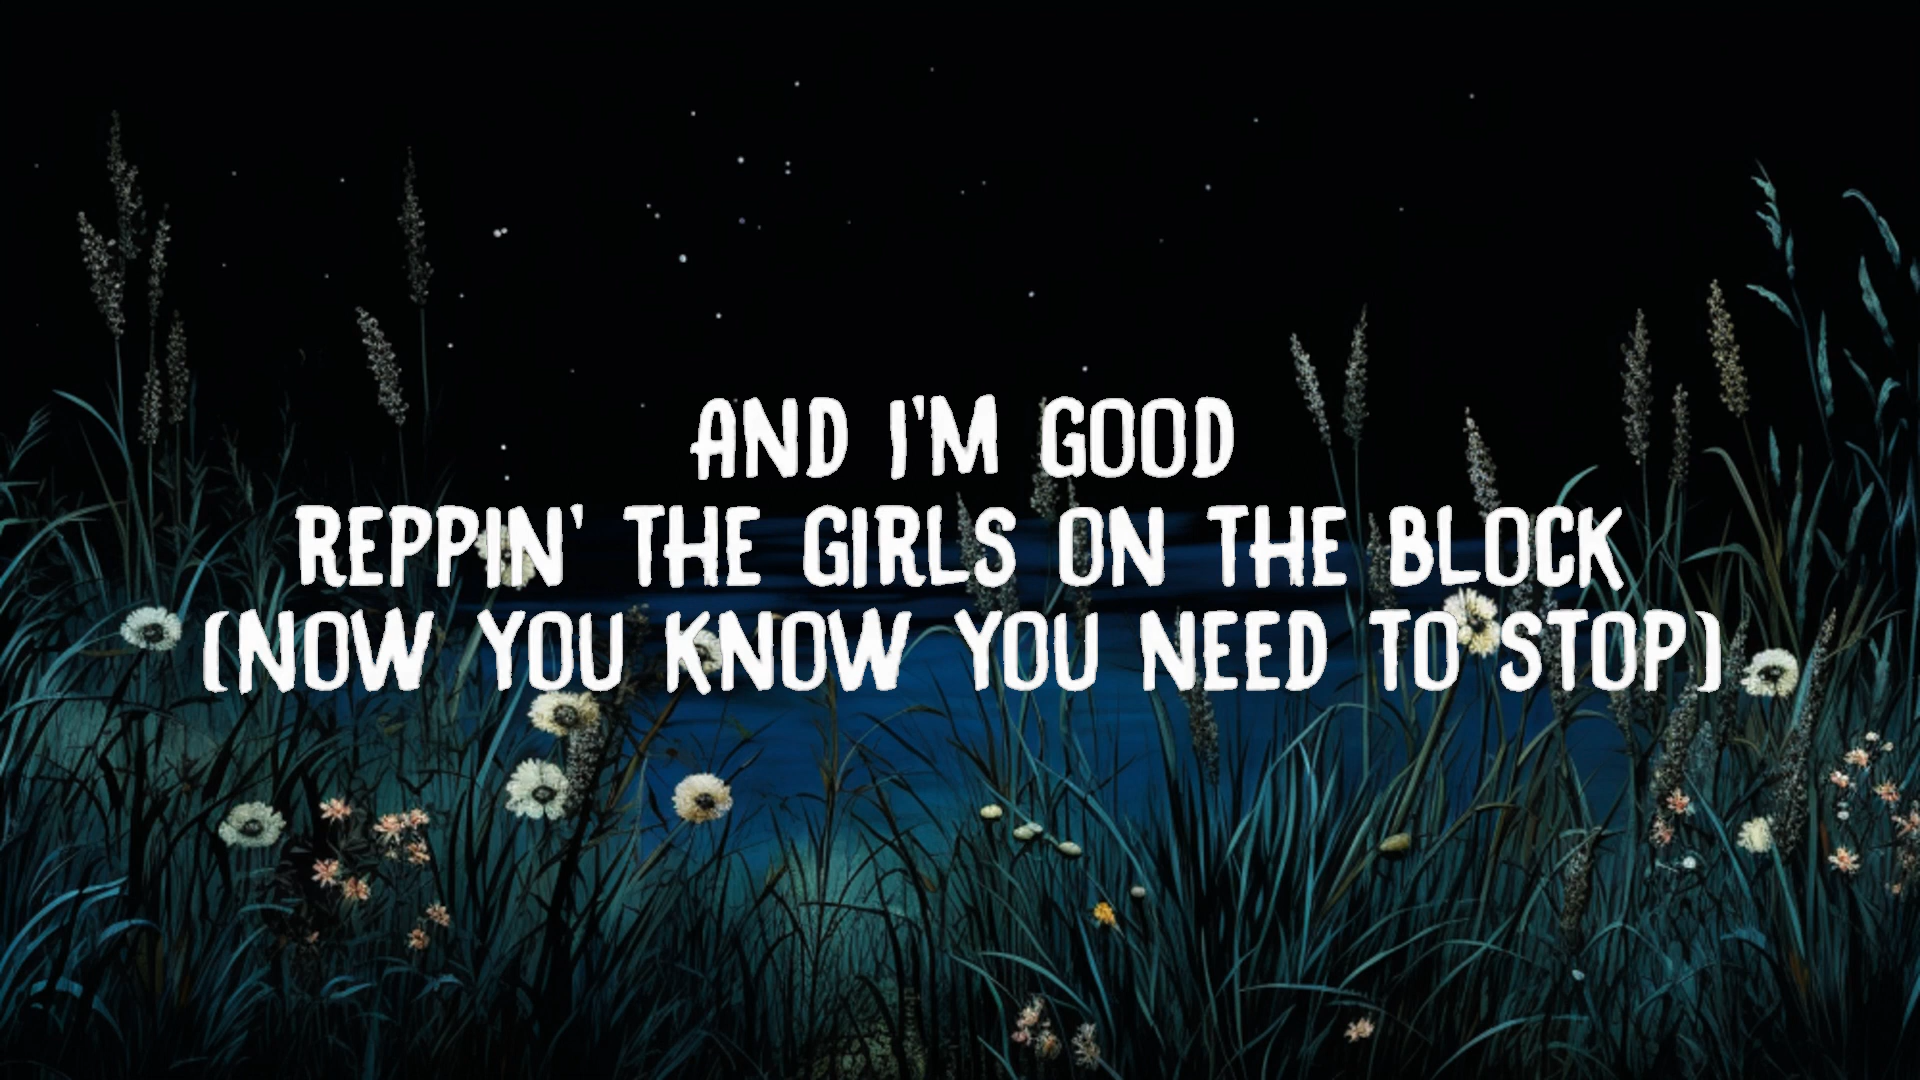 AND I'M GOOD
REPPIN' THE GIRLS ON THE BLOCK
(NOW YOU KNOW YOU NEED TO STOP)